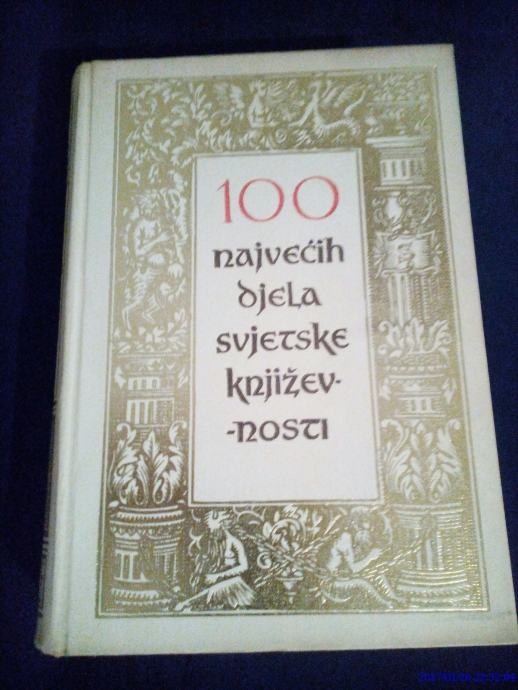 100
najvećih
djela
svjetske
književ-
-nosti